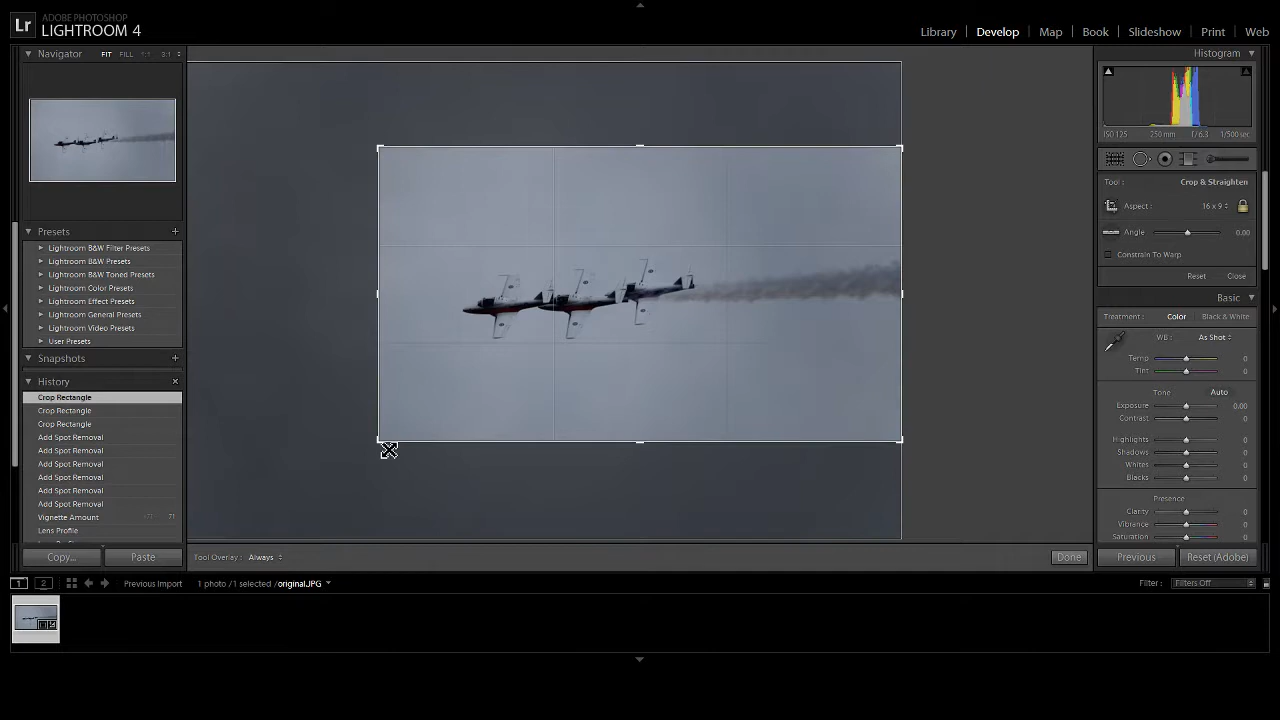 Lr ADOBE PHOTOSHOP
LIGHTROOM 4
Library Develop Map Book Slideshow Print Web
Navigator FIT FILL 1:1 3:1
Histogram
ISO 125 250 mm f/6.3 1/500 sec
Tool: Crop & Straighten
Aspect: 16 x 9
Angle 0.00
Constrain To Warp
Reset Close
Presets
Lightroom B&W Filter Presets
Lightroom B&W Presets
Lightroom B&W Toned Presets
Lightroom Color Presets
Lightroom Effect Presets
Lightroom General Presets
Lightroom Video Presets
User Presets
Snapshots
History
Crop Rectangle
Crop Rectangle
Crop Rectangle
Add Spot Removal
Add Spot Removal
Add Spot Removal
Add Spot Removal
Add Spot Removal
Add Spot Removal
Vignette Amount 71
Lens Profile
Basic
Treatment: Color Black & White
WB: As Shot
Temp 0
Tint 0
Tone Auto
Exposure 0.00
Contrast 0
Highlights 0
Shadows 0
Whites 0
Blacks 0
Presence
Clarity 0
Vibrance 0
Saturation 0
Copy... Paste
Tool Overlay: Always
Done
Previous Reset (Adobe)
1 2 Previous Import 1 photo /1 selected /original.JPG
Filter: Filters Off